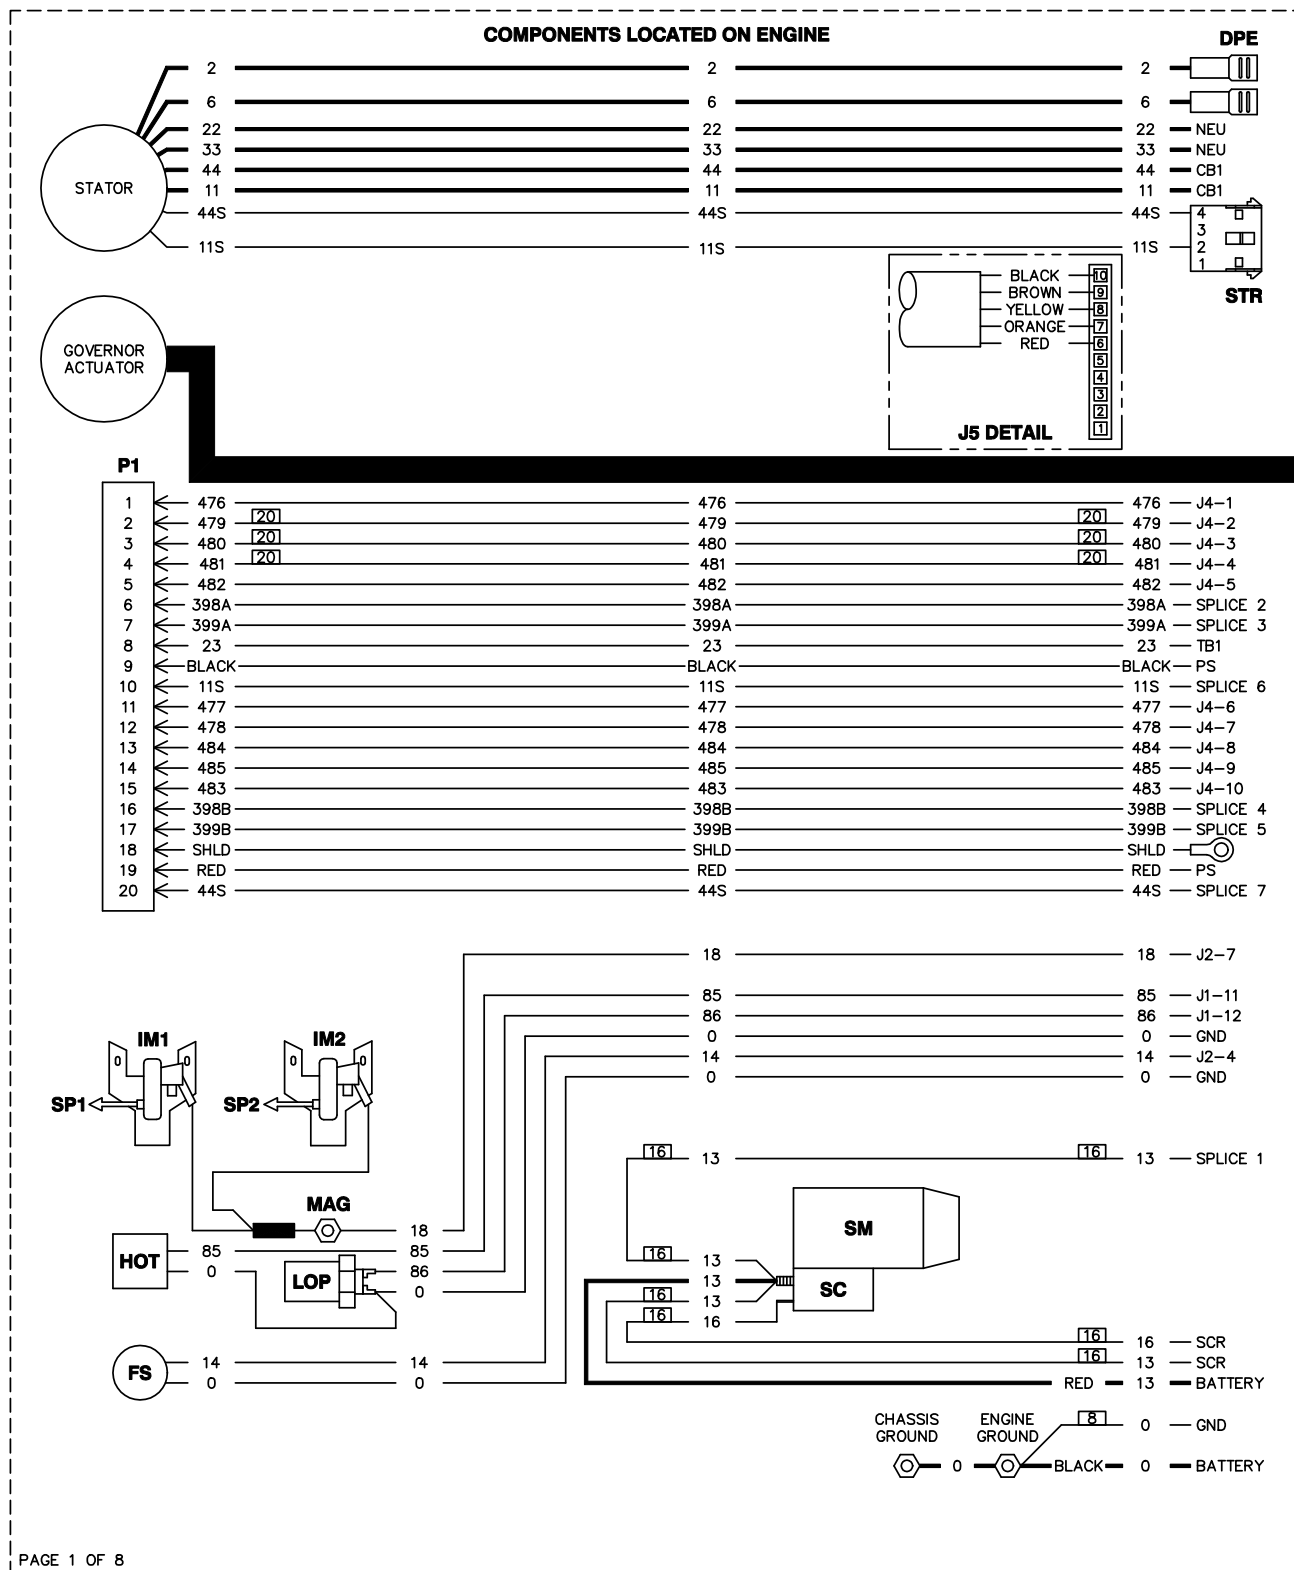 COMPONENTS LOCATED ON ENGINE
DPE
2 2 2
6 6 6
22 22 22 NEU
33 33 33 NEU
44 44 44 CB1
STATOR
11 11 11 CB1
44S 44S 44S 4
3
11S 11S 11S 2
1
STR
BLACK 10
BROWN 9
YELLOW 8
ORANGE 7
RED 6
5
4
3
2
1
J5 DETAIL
GOVERNOR
ACTUATOR
P1
1 476 476 476 J4-1
2 479 20 479 20 479 J4-2
3 480 20 480 20 480 J4-3
4 481 20 481 20 481 J4-4
5 482 482 482 J4-5
6 398A 398A 398A SPLICE 2
7 399A 399A 399A SPLICE 3
8 23 23 23 TB1
9 BLACK BLACK BLACK PS
10 11S 11S 11S SPLICE 6
11 477 477 477 J4-6
12 478 478 478 J4-7
13 484 484 484 J4-8
14 485 485 485 J4-9
15 483 483 483 J4-10
16 398B 398B 398B SPLICE 4
17 399B 399B 399B SPLICE 5
18 SHLD SHLD SHLD
19 RED RED RED PS
20 44S 44S 44S SPLICE 7
18 18 J2-7
85 85 J1-11
86 86 J1-12
0 0 GND
14 14 J2-4
0 0 GND
IM1 IM2
SP1 SP2
16 13 16 13 SPLICE 1
MAG
18
HOT
85 85
0
LOP
86
0
SM
SC
16 13
13
16 13
16 16
16 16 SCR
16 13 SCR
RED 13 BATTERY
FS
14 14
0 0
CHASSIS
GROUND
ENGINE
GROUND
8 0 GND
0 BLACK 0 BATTERY
PAGE 1 OF 8